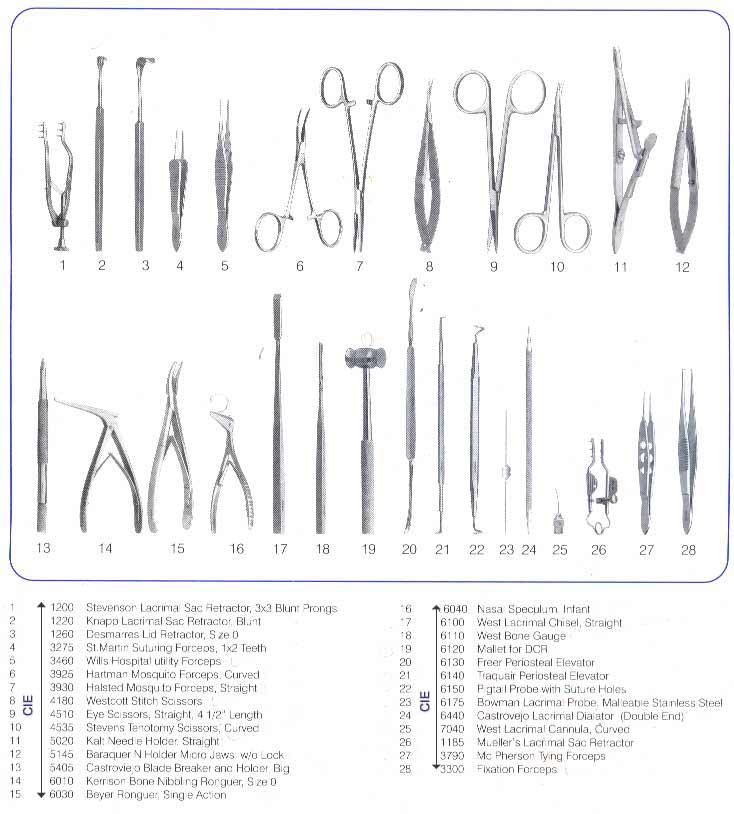 1 2 3 4 5 6 7 8 9 10 11 12
13 14 15 16 17 18 19 20 21 22 23 24 25 26 27 28
CIE
1 1200 Stevenson Lacrimal Sac Retractor, 3x3 Blunt Prongs
2 1220 Knapp Lacrimal Sac Retractor, Blunt
3 1260 Desmarres Lid Retractor, Size 0
4 3275 St.Martin Suturing Forceps, 1x2 Teeth
5 3460 Wills Hospital utility Forceps
6 3925 Hartman Mosquito Forceps, Curved
7 3930 Halsted Mosquito Forceps, Straight
8 4180 Westcott Stitch Scissors
9 4510 Eye Scissors, Straight, 4 1/2" Length
10 4535 Stevens Tenotomy Scissors, Curved
11 5020 Kalt Needle Holder, Straight
12 5145 Baraquer N Holder Micro Jaws, w/o Lock
13 5405 Castroviejo Blade Breaker and Holder, Big
14 6010 Kerrison Bone Nibbling Ronguer, Size 0
15 6030 Beyer Ronguer, Single Action
CIE
16 6040 Nasal Speculum, Infant
17 6100 West Lacrimal Chisel, Straight
18 6110 West Bone Gauge
19 6120 Mallet for DCR
20 6130 Freer Periosteal Elevator
21 6140 Traquair Periosteal Elevator
22 6150 Pigtail Probe with Suture Holes
23 6175 Bowman Lacrimal Probe, Malleable Stainless Steel
24 6440 Castrovejo Lacrimal Dialator (Double End)
25 7040 West Lacrimal Cannula, Curved
26 1185 Mueller's Lacrimal Sac Retractor
27 3790 Mc Pherson Tying Forceps
28 3300 Fixation Forceps